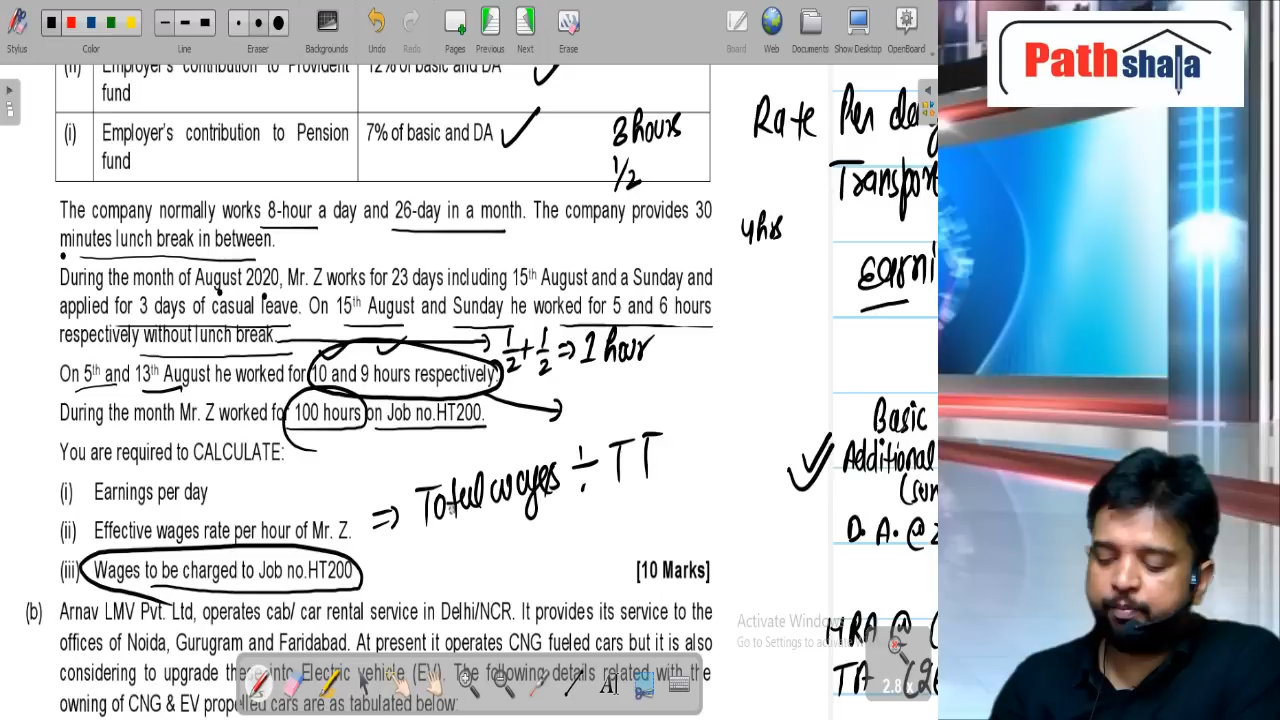 Stylus
Color
Line
Eraser
Backgrounds
Undo
Redo
Pages
Previous
Next
Erase
Board
Web
Documents
Show Desktop
OpenBoard
Path shala
(ii) Employer's contribution to Provident fund 12% of basic and DA
(i) Employer's contribution to Pension fund 7% of basic and DA
8 hours
1/2
Rate Per day
Transport
4hrs
Earni
The company normally works 8-hour a day and 26-day in a month. The company provides 30
minutes lunch break in between.
During the month of August 2020, Mr. Z works for 23 days including 15th August and a Sunday and
applied for 3 days of casual leave. On 15th August and Sunday he worked for 5 and 6 hours
respectively without lunch break.
1/2 + 1/2 ⇒ 1 hour
On 5th and 13th August he worked for 10 and 9 hours respectively.
During the month Mr. Z worked for 100 hours on Job no.HT200.
You are required to CALCULATE:
(i) Earnings per day
(ii) Effective wages rate per hour of Mr. Z.
⇒ Total wages ÷ TT
(iii) Wages to be charged to Job no.HT200
[10 Marks]
Basic
Additional
D.A. @
HRA @ (
TA
(b) Arnav LMV Pvt. Ltd, operates cab/ car rental service in Delhi/NCR. It provides its service to the
offices of Noida, Gurugram and Faridabad. At present it operates CNG fueled cars but it is also
considering to upgrade into Electric vehicle (EV). The following details related with the
owning of CNG & EV propelled cars are as tabulated below:
Activate Windows
Go to Settings to activate
2.8 x